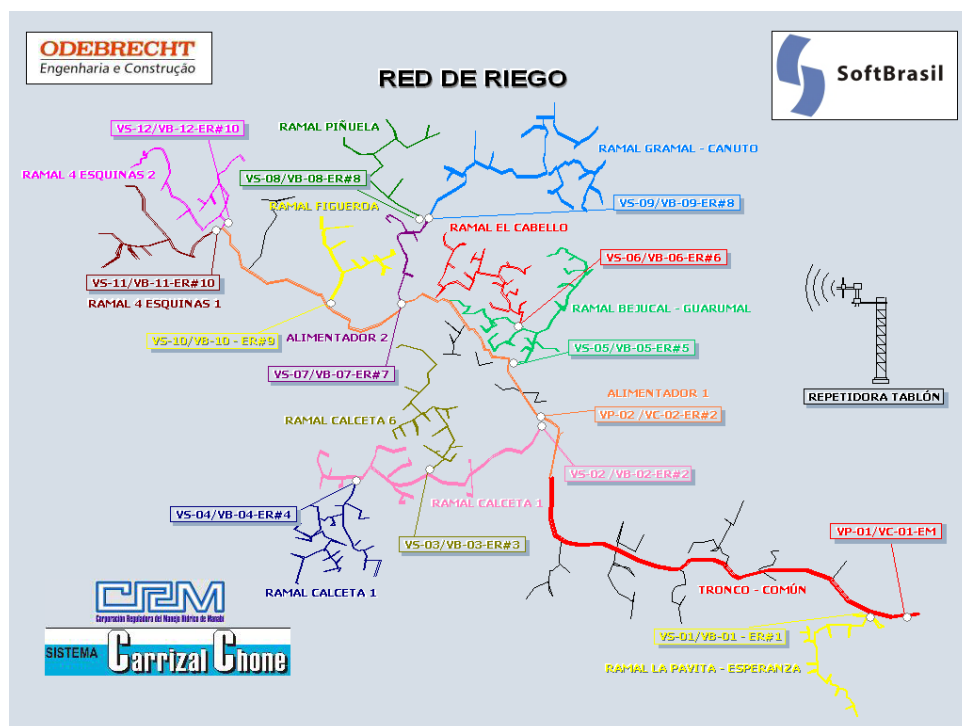 ODEBRECHT
Engenharia e Construção
RED DE RIEGO
SoftBrasil
VS-12/VB-12-ER#10
RAMAL PIÑUELA
RAMAL GRAMAL - CANUTO
RAMAL 4 ESQUINAS 2
VS-08/VB-08-ER#8
RAMAL FIGUERDA
VS-09/VB-09-ER#8
RAMAL EL CABELLO
VS-06/VB-06-ER#6
VS-11/VB-11-ER#10
RAMAL 4 ESQUINAS 1
RAMAL BEJUCAL - GUARUMAL
VS-10/VB-10 - ER#9
ALIMENTADOR 2
VS-05/VB-05-ER#5
VS-07/VB-07-ER#7
ALIMENTADOR 1
REPETIDORA TABLÓN
RAMAL CALCETA 6
VP-02 /VC-02-ER#2
VS-02 /VB-02-ER#2
RAMAL CALCETA 1
VS-04/VB-04-ER#4
VS-03/VB-03-ER#3
VP-01/VC-01-EM
RAMAL CALCETA 1
TRONCO - COMÚN
CRM
Corporación Reguladora del Manejo Hídrico de Manabí
VS-01/VB-01 - ER#1
SISTEMA
Carrizal Chone
RAMAL LA PAVITA - ESPERANZA